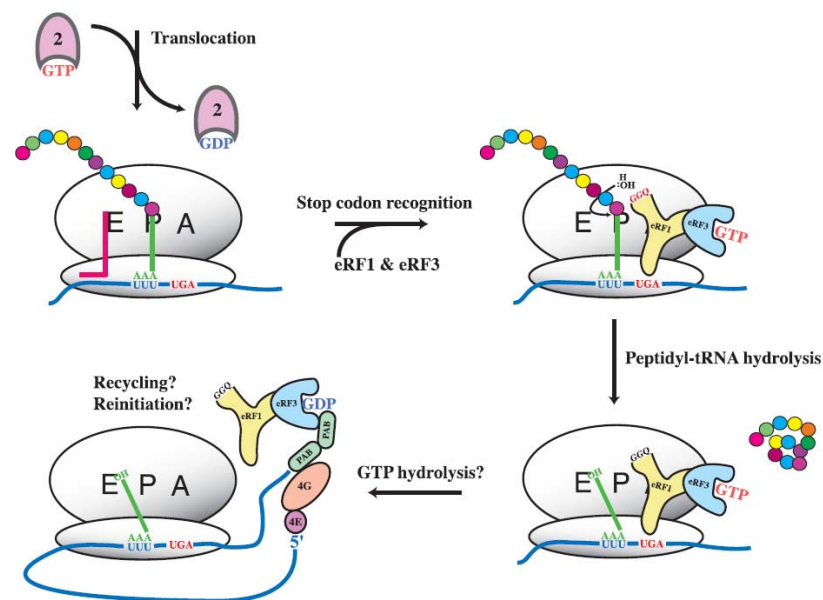 2
GTP
Translocation
2
GDP
E P A
AAA
UUU UGA
Stop codon recognition
eRF1 & eRF3
H
:OH
GGQ
E P
eRF1 eRF3 GTP
AAA
UUU UGA
Peptidyl-tRNA hydrolysis
Recycling?
Reinitiation?
GGQ
eRF1 eRF3 GDP
PAB
PAB
4G
4E
5'
OH
E P A
AAA
UUU UGA
GTP hydrolysis?
GGQ
OH
E P
eRF1 eRF3 GTP
AAA
UUU UGA